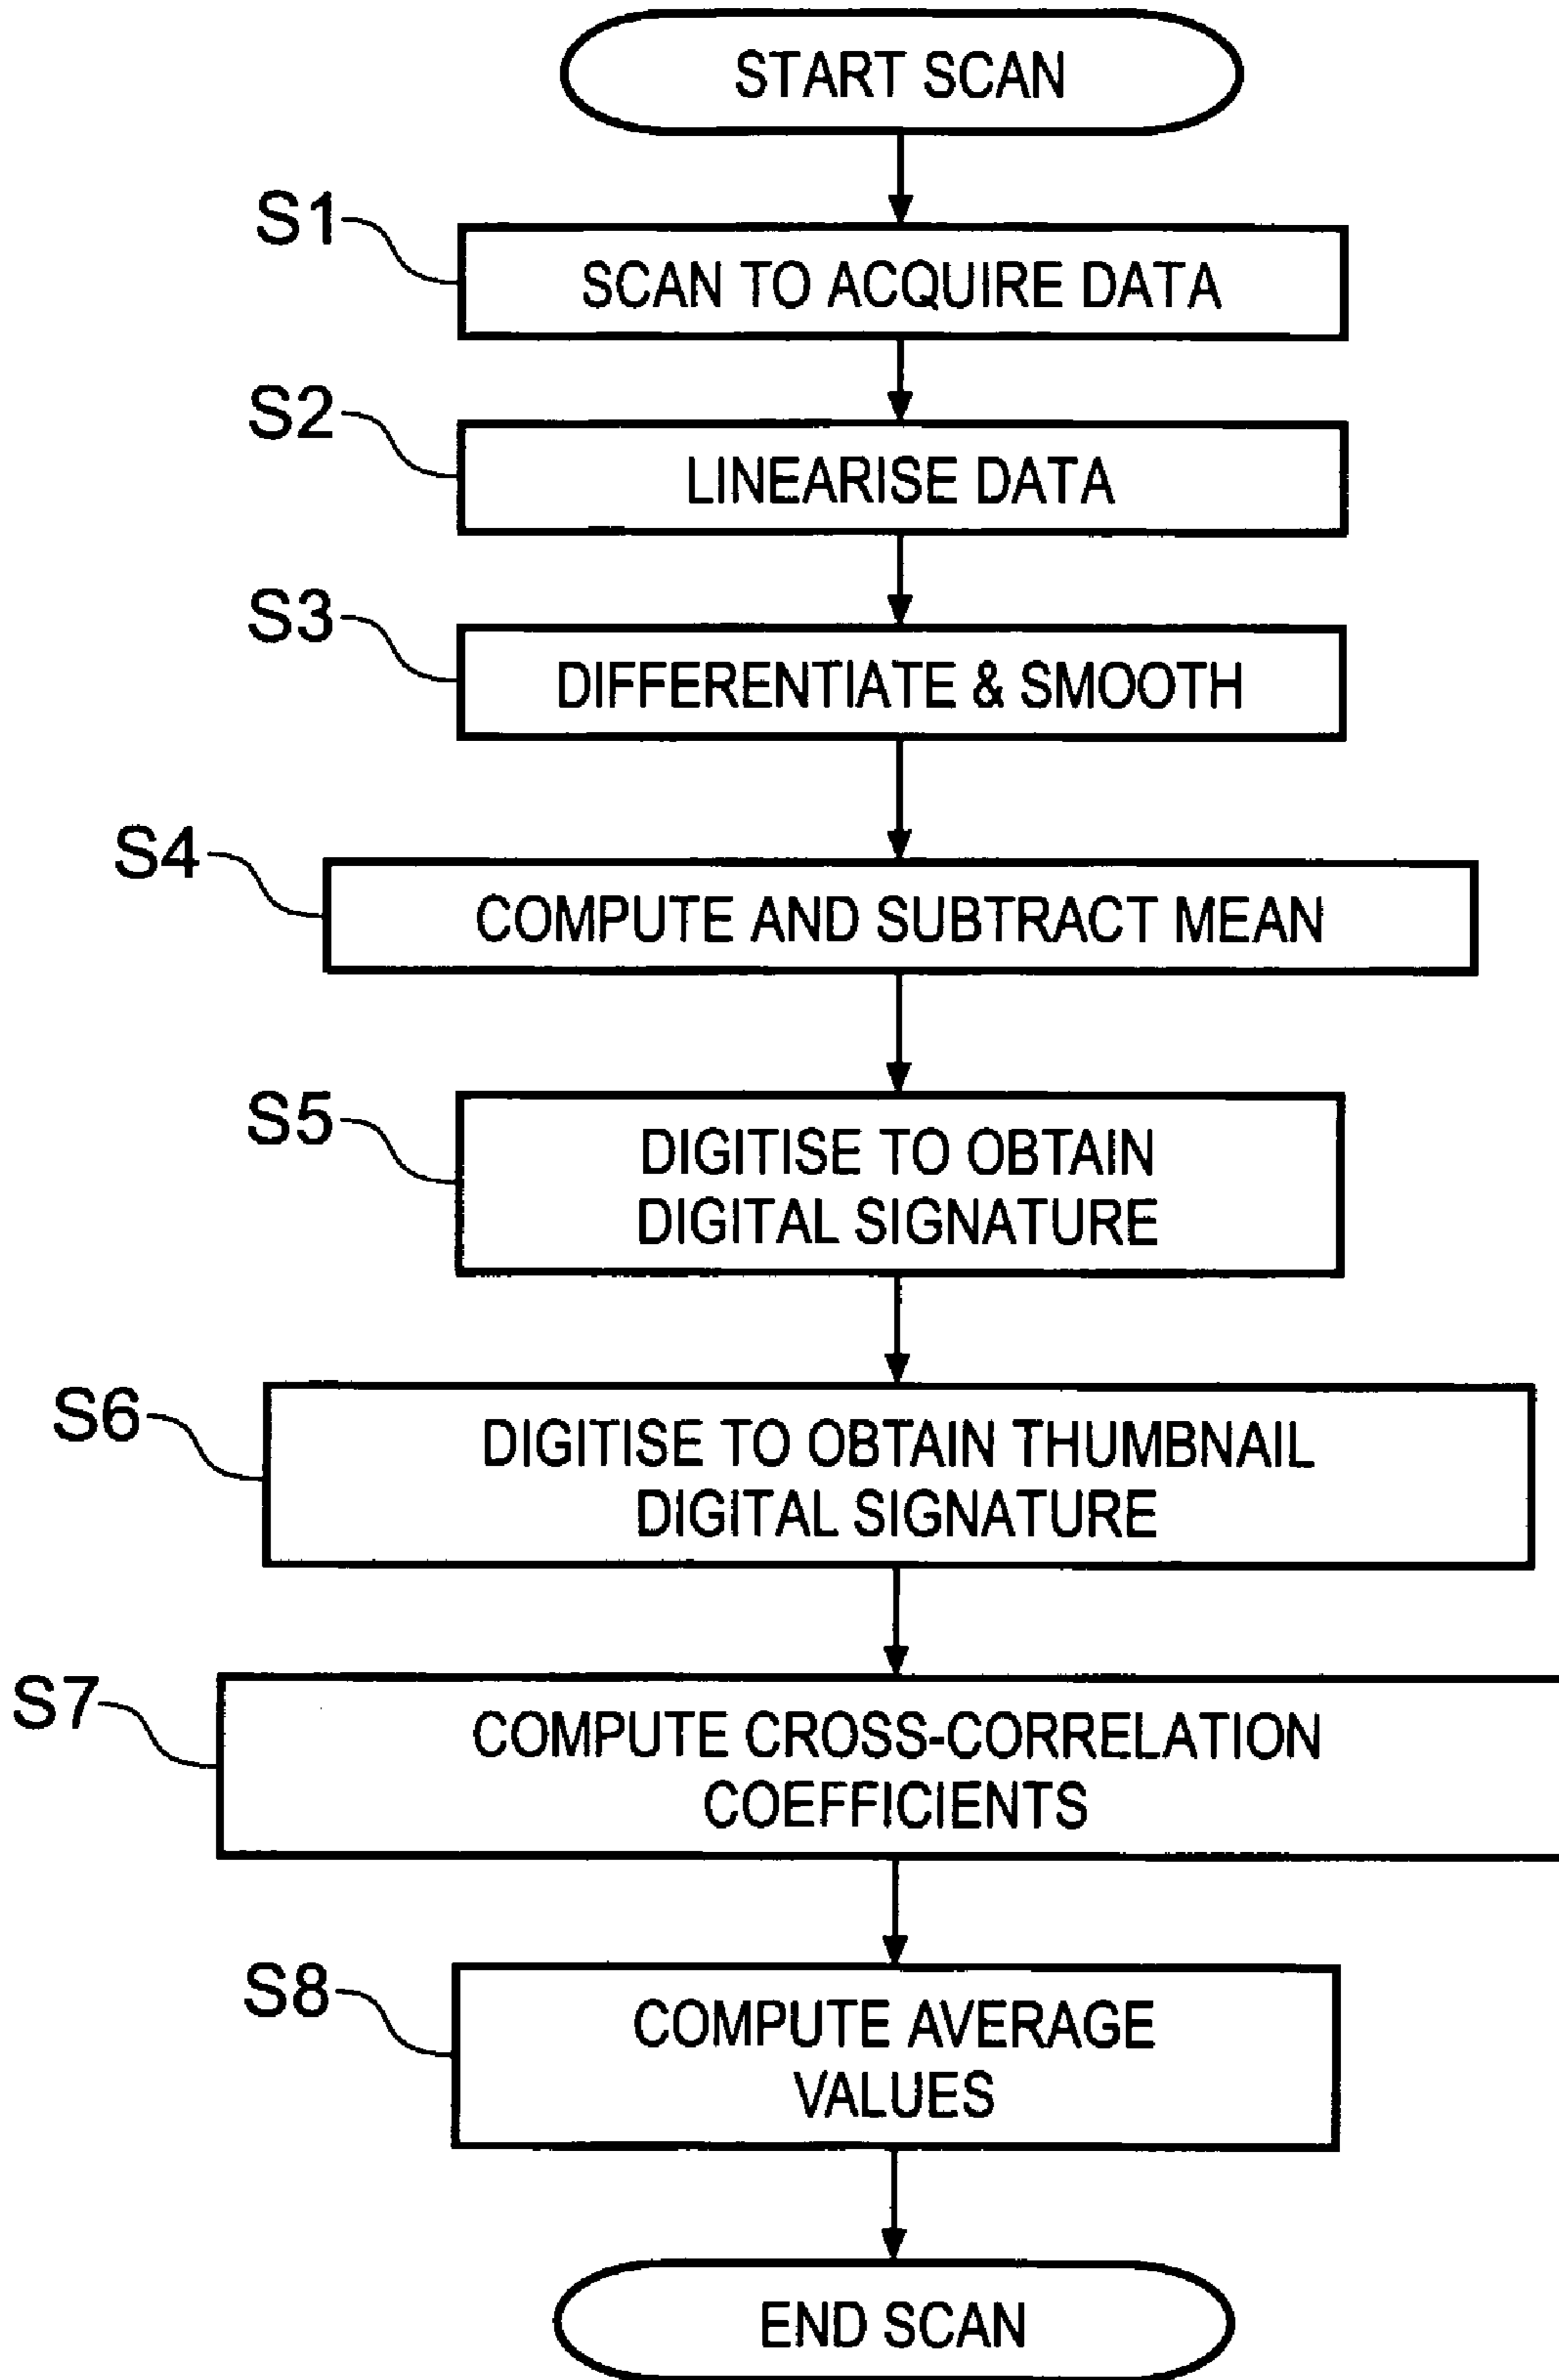 START SCAN
S1
SCAN TO ACQUIRE DATA
S2
LINEARISE DATA
S3
DIFFERENTIATE & SMOOTH
S4
COMPUTE AND SUBTRACT MEAN
S5
DIGITISE TO OBTAIN
DIGITAL SIGNATURE
S6
DIGITISE TO OBTAIN THUMBNAIL
DIGITAL SIGNATURE
S7
COMPUTE CROSS-CORRELATION
COEFFICIENTS
S8
COMPUTE AVERAGE
VALUES
END SCAN